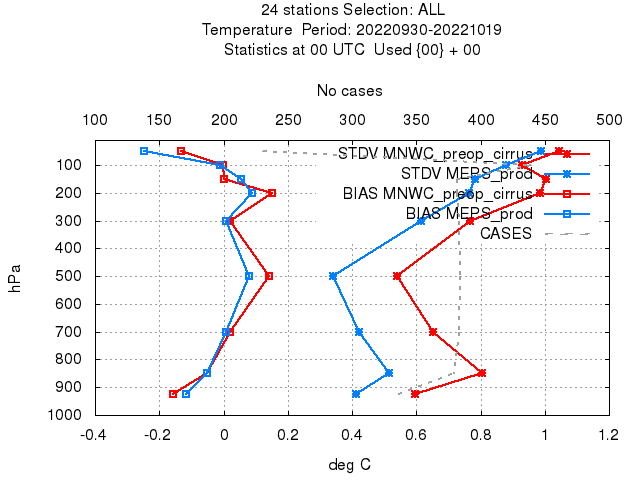 24 stations Selection: ALL
Temperature  Period: 20220930-20221019
Statistics at 00 UTC  Used {00} + 00
No cases
100 150 200 250 300 350 400 450 500
STDV MNWC_preop_cirrus
100
STDV MEPS_prod
200
BIAS MNWC_preop_cirrus
BIAS MEPS_prod
300
CASES
400
500
600
700
800
900
1000
hPa
-0.4 -0.2 0 0.2 0.4 0.6 0.8 1 1.2
deg C